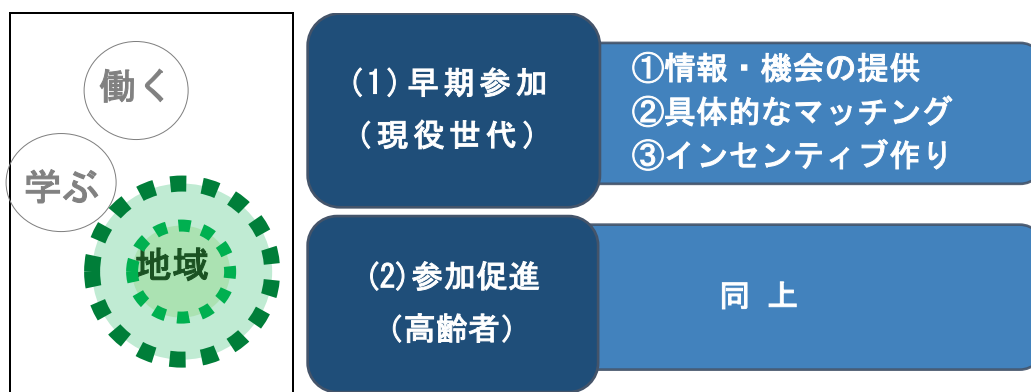 働く
学ぶ
地域
(1)早期参加
(現役世代)
①情報・機会の提供
②具体的なマッチング
③インセンティブ作り
(2)参加促進
(高齢者)
同 上